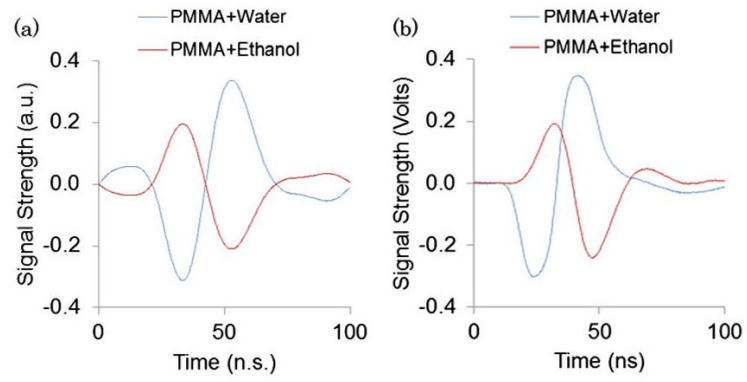 (a)
PMMA+Water
PMMA+Ethanol
Signal Strength (a.u.)
0.4
0.2
0.0
-0.2
-0.4
0
50
100
Time (n.s.)
(b)
PMMA+Water
PMMA+Ethanol
Signal Strength (Volts)
0.4
0.2
0.0
-0.2
-0.4
0
50
100
Time (ns)